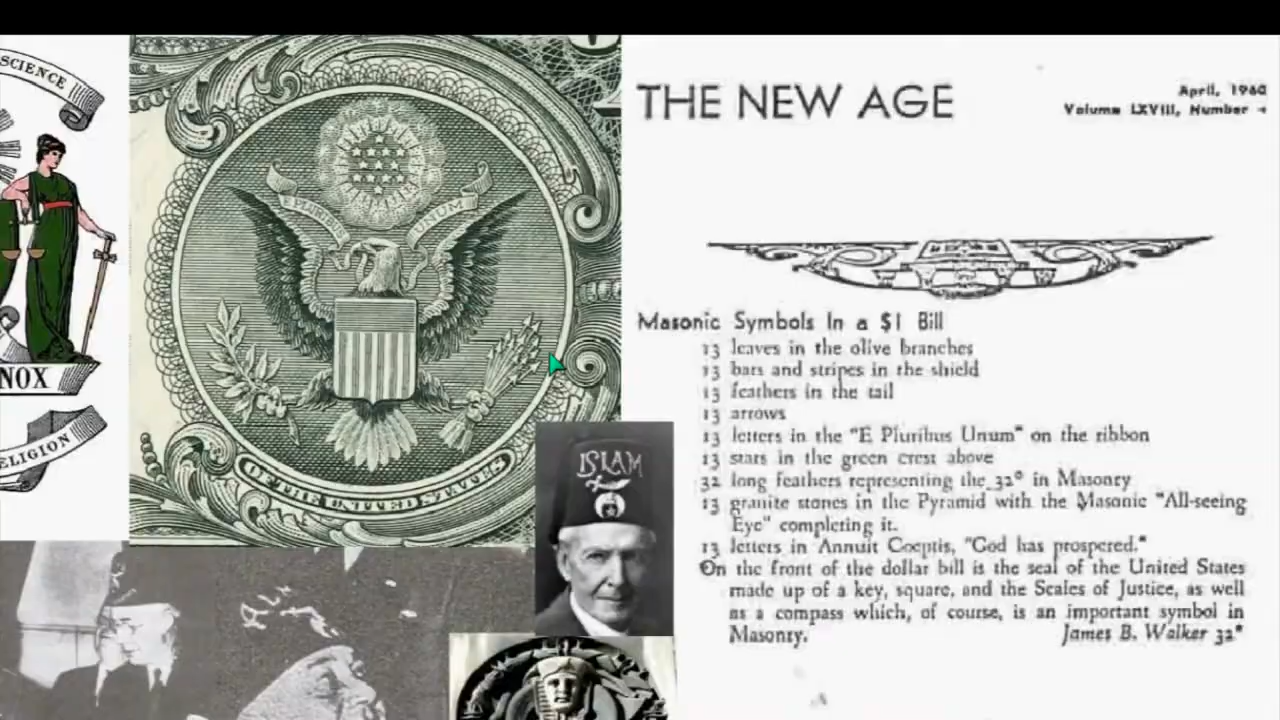 SCIENCE
NOX
ELIGION
E PLURIBUS UNUM
OF THE UNITED STATES
ISLAM
THE NEW AGE
April, 1960
Volume LXVIII, Number 4
Masonic Symbols In a $1 Bill
13 leaves in the olive branches
13 bars and stripes in the shield
13 feathers in the tail
13 arrows
13 letters in the "E Pluribus Unum" on the ribbon
13 stars in the green crest above
32 long feathers representing the 32° in Masonry
13 granite stones in the Pyramid with the Masonic "All-seeing
Eye" completing it.
13 letters in Annuit Coeptis, "God has prospered."
On the front of the dollar bill is the seal of the United States
made up of a key, square, and the Scales of Justice, as well
as a compass which, of course, is an important symbol in
Masonry.
James B. Walker 32°